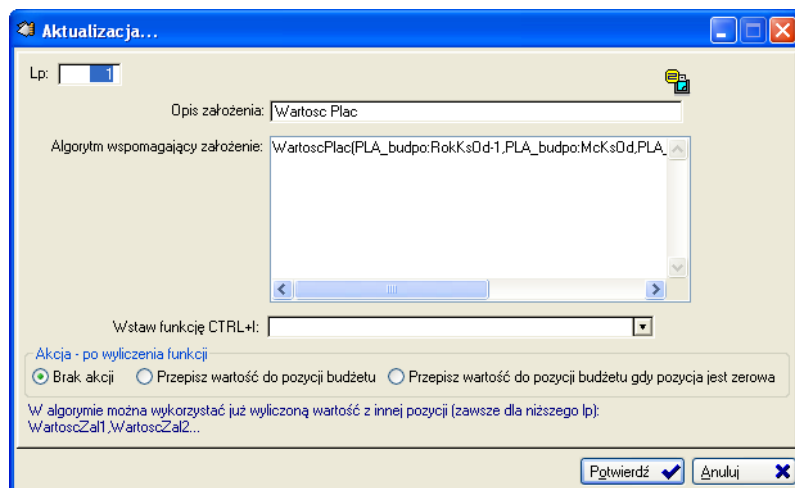 Aktualizacja...
Lp: 1
Opis założenia: Wartosc Plac
Algorytm wspomagający założenie: WartoscPlac(PLA_budpo:RokKsOd-1,PLA_budpo:McKsOd,PLA_
Wstaw funkcję CTRL+I:
Akcja - po wyliczenia funkcji
Brak akcji Przepisz wartość do pozycji budżetu Przepisz wartość do pozycji budżetu gdy pozycja jest zerowa
W algorymie można wykorzystać już wyliczoną wartość z innej pozycji (zawsze dla niższego lp):
WartoscZal1,WartoscZal2...
Potwierdź Anuluj